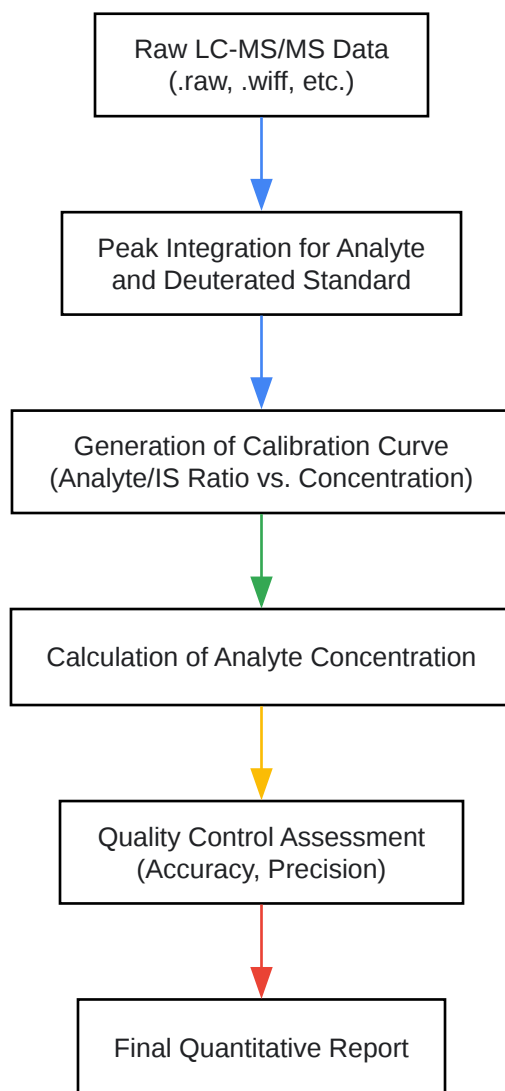 Raw LC-MS/MS Data
(.raw, .wiff, etc.)
Peak Integration for Analyte
and Deuterated Standard
Generation of Calibration Curve
(Analyte/IS Ratio vs. Concentration)
Calculation of Analyte Concentration
Quality Control Assessment
(Accuracy, Precision)
Final Quantitative Report